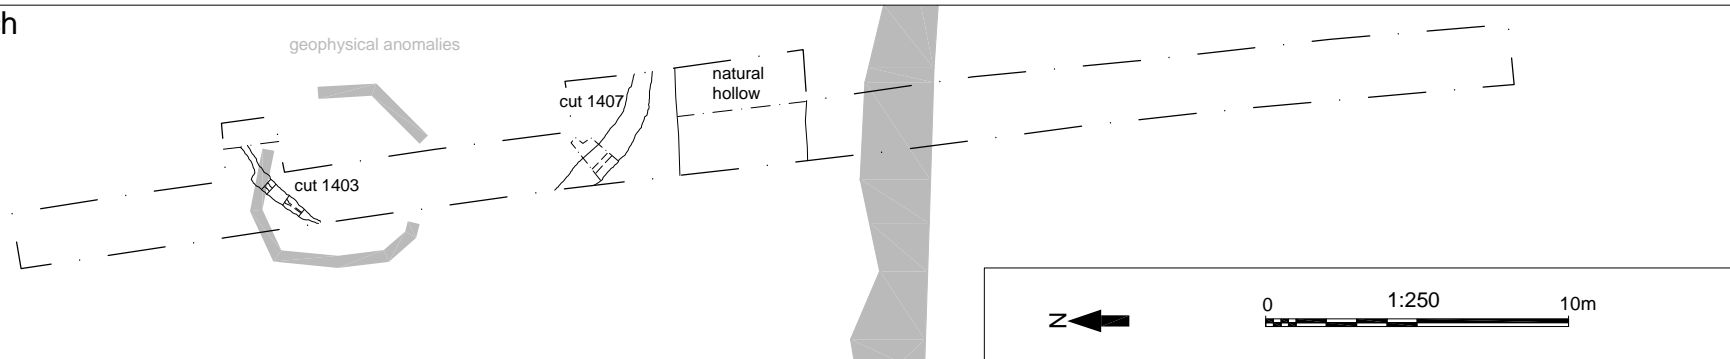 h
geophysical anomalies
natural
hollow
cut 1407
cut 1403
N
0
1:250
10m